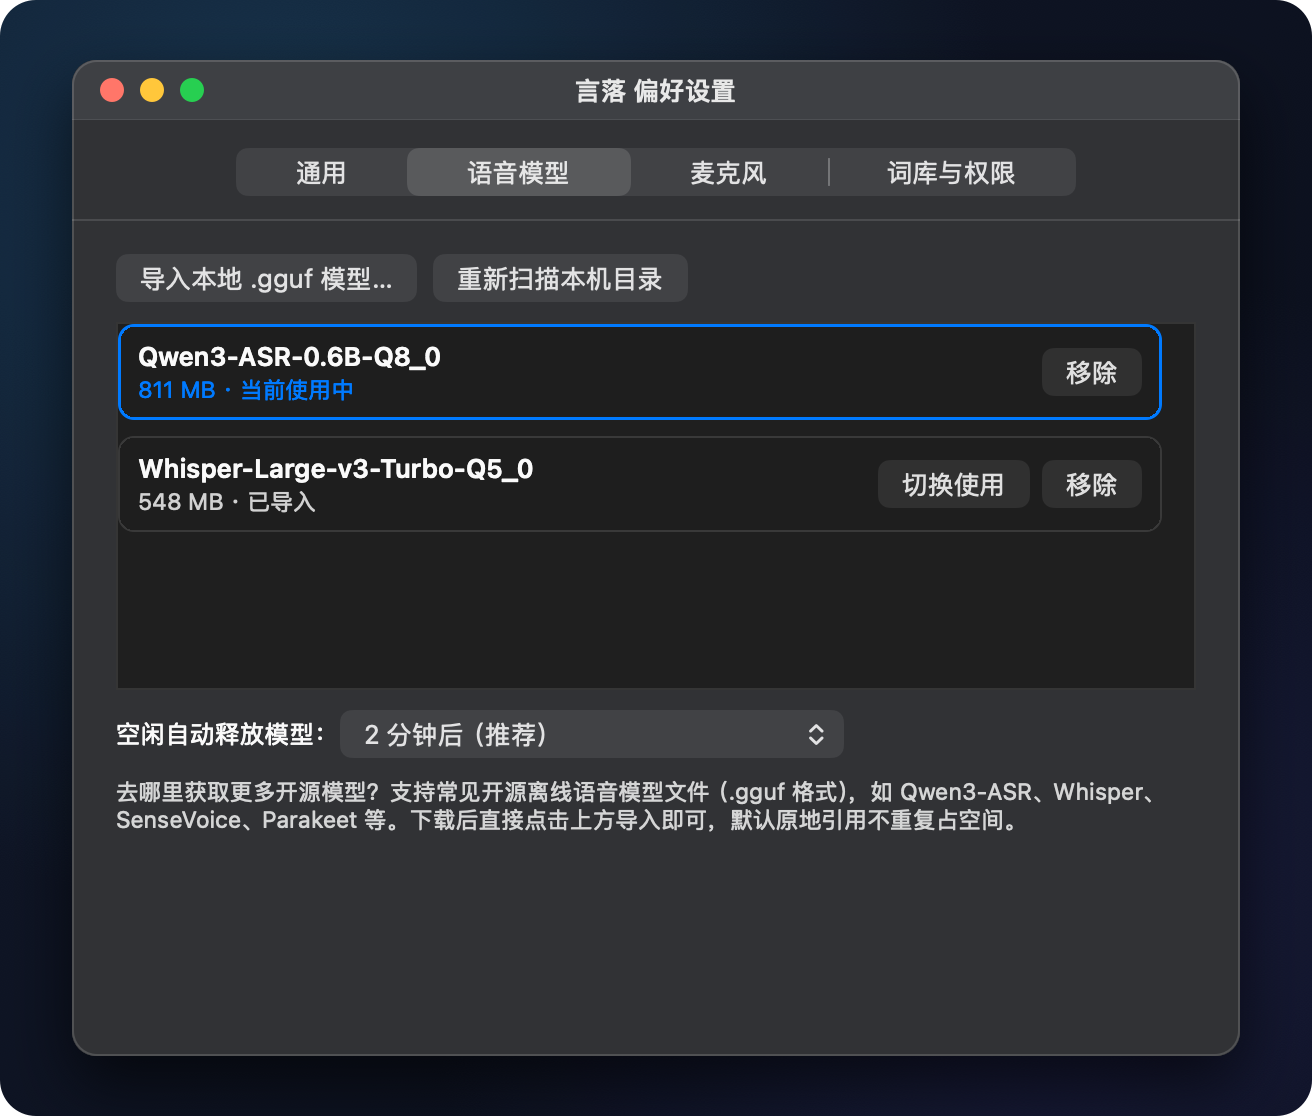 言落 偏好设置
通用 语音模型 麦克风 词库与权限
导入本地 .gguf 模型... 重新扫描本机目录
Qwen3-ASR-0.6B-Q8_0
811 MB · 当前使用中
移除
Whisper-Large-v3-Turbo-Q5_0
548 MB · 已导入
切换使用 移除
空闲自动释放模型： 2 分钟后（推荐）
去哪里获取更多开源模型？支持常见开源离线语音模型文件（.gguf 格式），如 Qwen3-ASR、Whisper、
SenseVoice、Parakeet 等。下载后直接点击上方导入即可，默认原地引用不重复占空间。